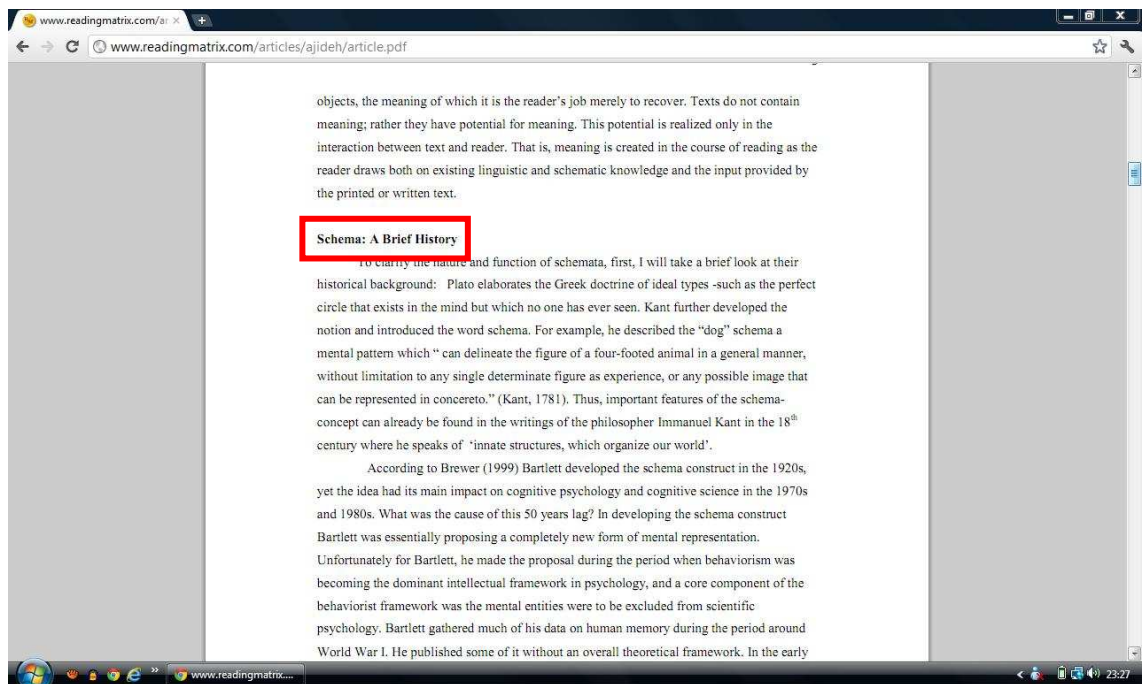 www.readingmatrix.com/ar
www.readingmatrix.com/articles/ajideh/article.pdf
objects, the meaning of which it is the reader's job merely to recover. Texts do not contain
meaning; rather they have potential for meaning. This potential is realized only in the
interaction between text and reader. That is, meaning is created in the course of reading as the
reader draws both on existing linguistic and schematic knowledge and the input provided by
the printed or written text.
Schema: A Brief History
To clarify the nature and function of schemata, first, I will take a brief look at their
historical background: Plato elaborates the Greek doctrine of ideal types -such as the perfect
circle that exists in the mind but which no one has ever seen. Kant further developed the
notion and introduced the word schema. For example, he described the “dog” schema a
mental pattern which “ can delineate the figure of a four-footed animal in a general manner,
without limitation to any single determinate figure as experience, or any possible image that
can be represented in concereto.” (Kant, 1781). Thus, important features of the schema-
concept can already be found in the writings of the philosopher Immanuel Kant in the 18th
century where he speaks of ‘innate structures, which organize our world’.
According to Brewer (1999) Bartlett developed the schema construct in the 1920s,
yet the idea had its main impact on cognitive psychology and cognitive science in the 1970s
and 1980s. What was the cause of this 50 years lag? In developing the schema construct
Bartlett was essentially proposing a completely new form of mental representation.
Unfortunately for Bartlett, he made the proposal during the period when behaviorism was
becoming the dominant intellectual framework in psychology, and a core component of the
behaviorist framework was the mental entities were to be excluded from scientific
psychology. Bartlett gathered much of his data on human memory during the period around
World War I. He published some of it without an overall theoretical framework. In the early
www.readingmatrix....
23:27